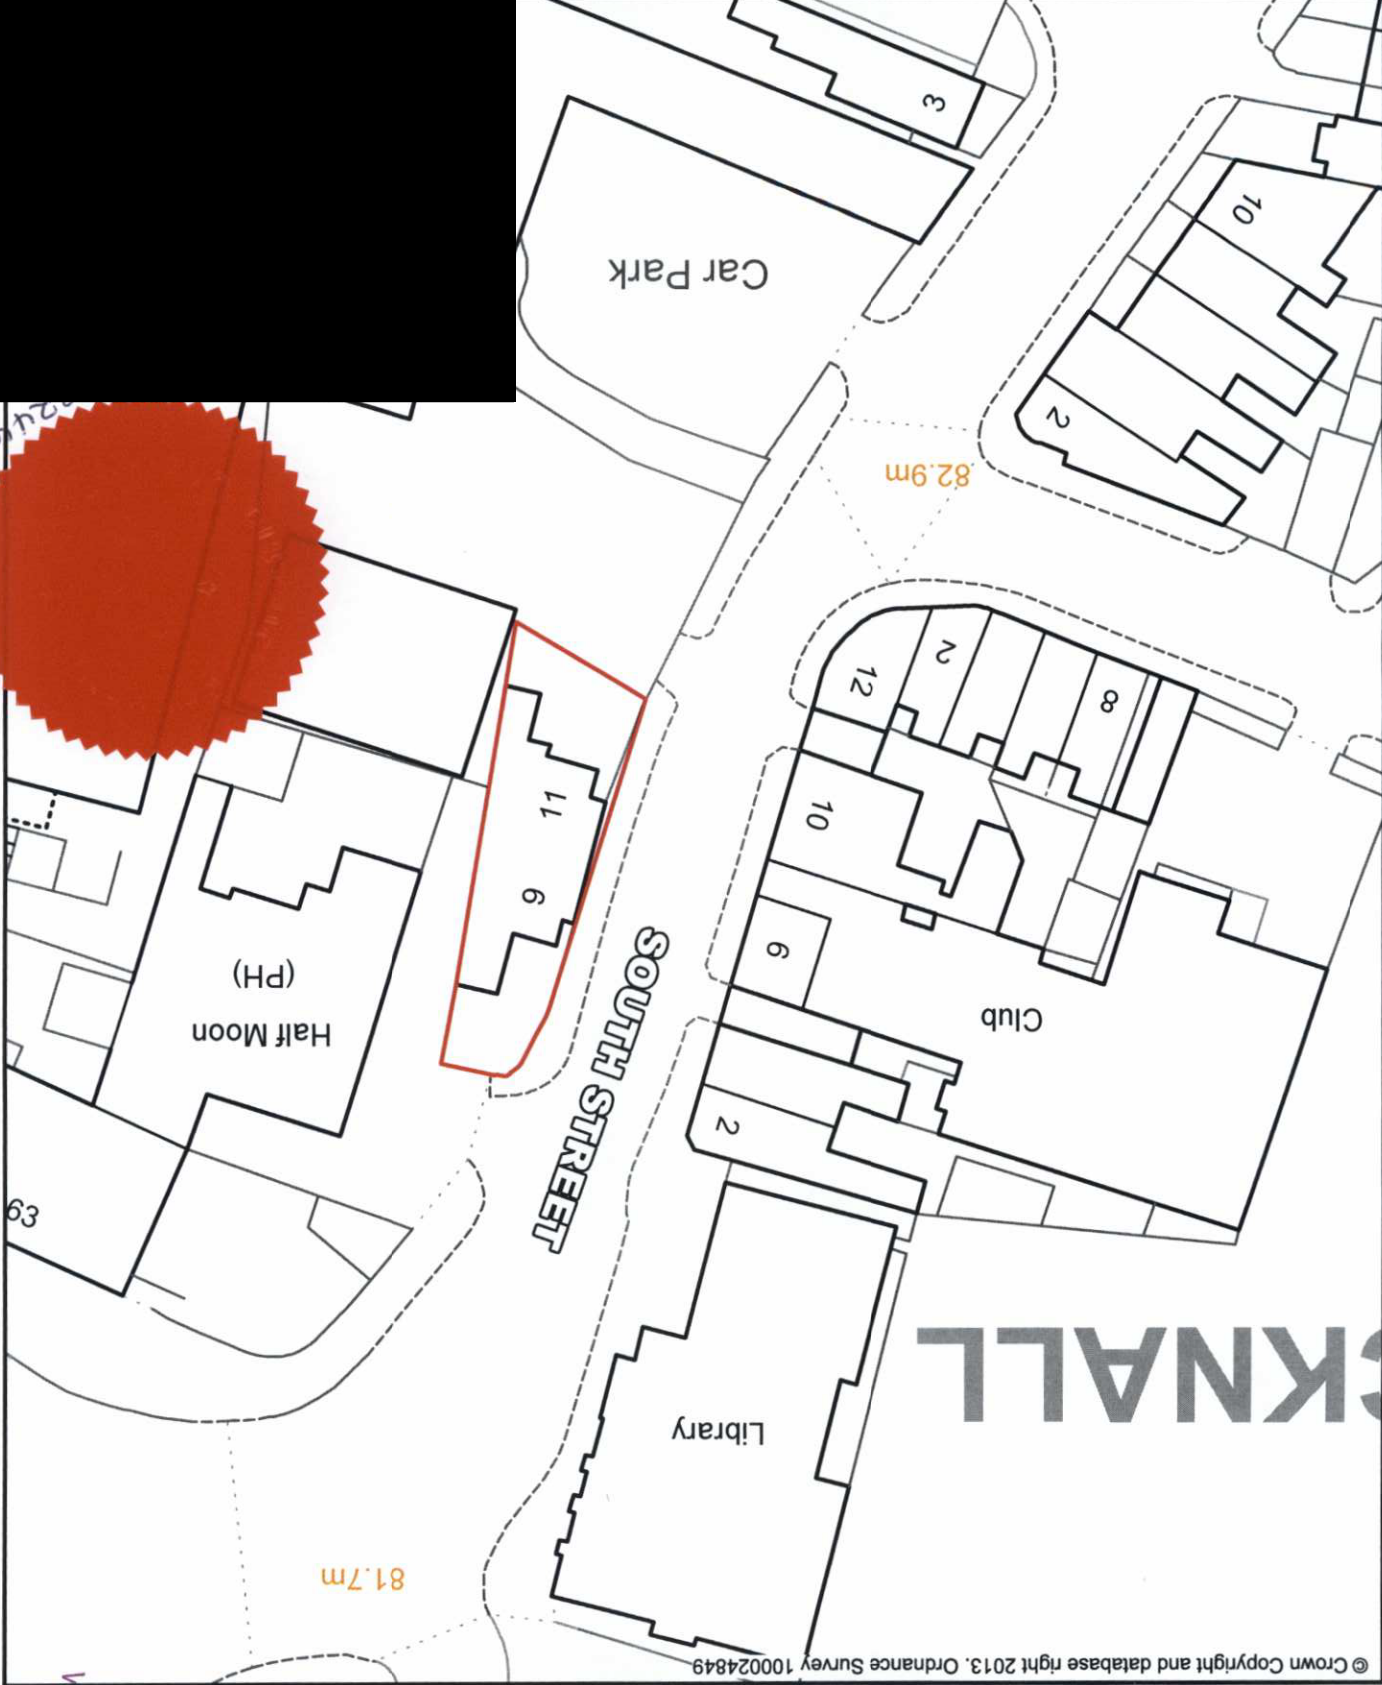 © Crown Copyright and database right 2013. Ordnance Survey 100024849
81.7m
Library
CKNALL
63
2
SOUTH STREET
Half Moon
(PH)
Club
6
9
10
11
8
12
2
82.9m
2
Car Park
10
3